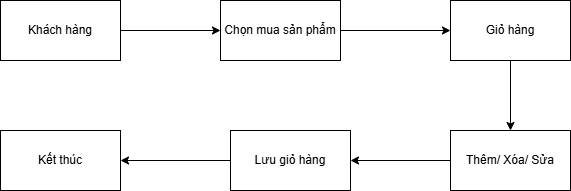 Khách hàng
Chọn mua sản phẩm
Giỏ hàng
Thêm/ Xóa/ Sửa
Lưu giỏ hàng
Kết thúc